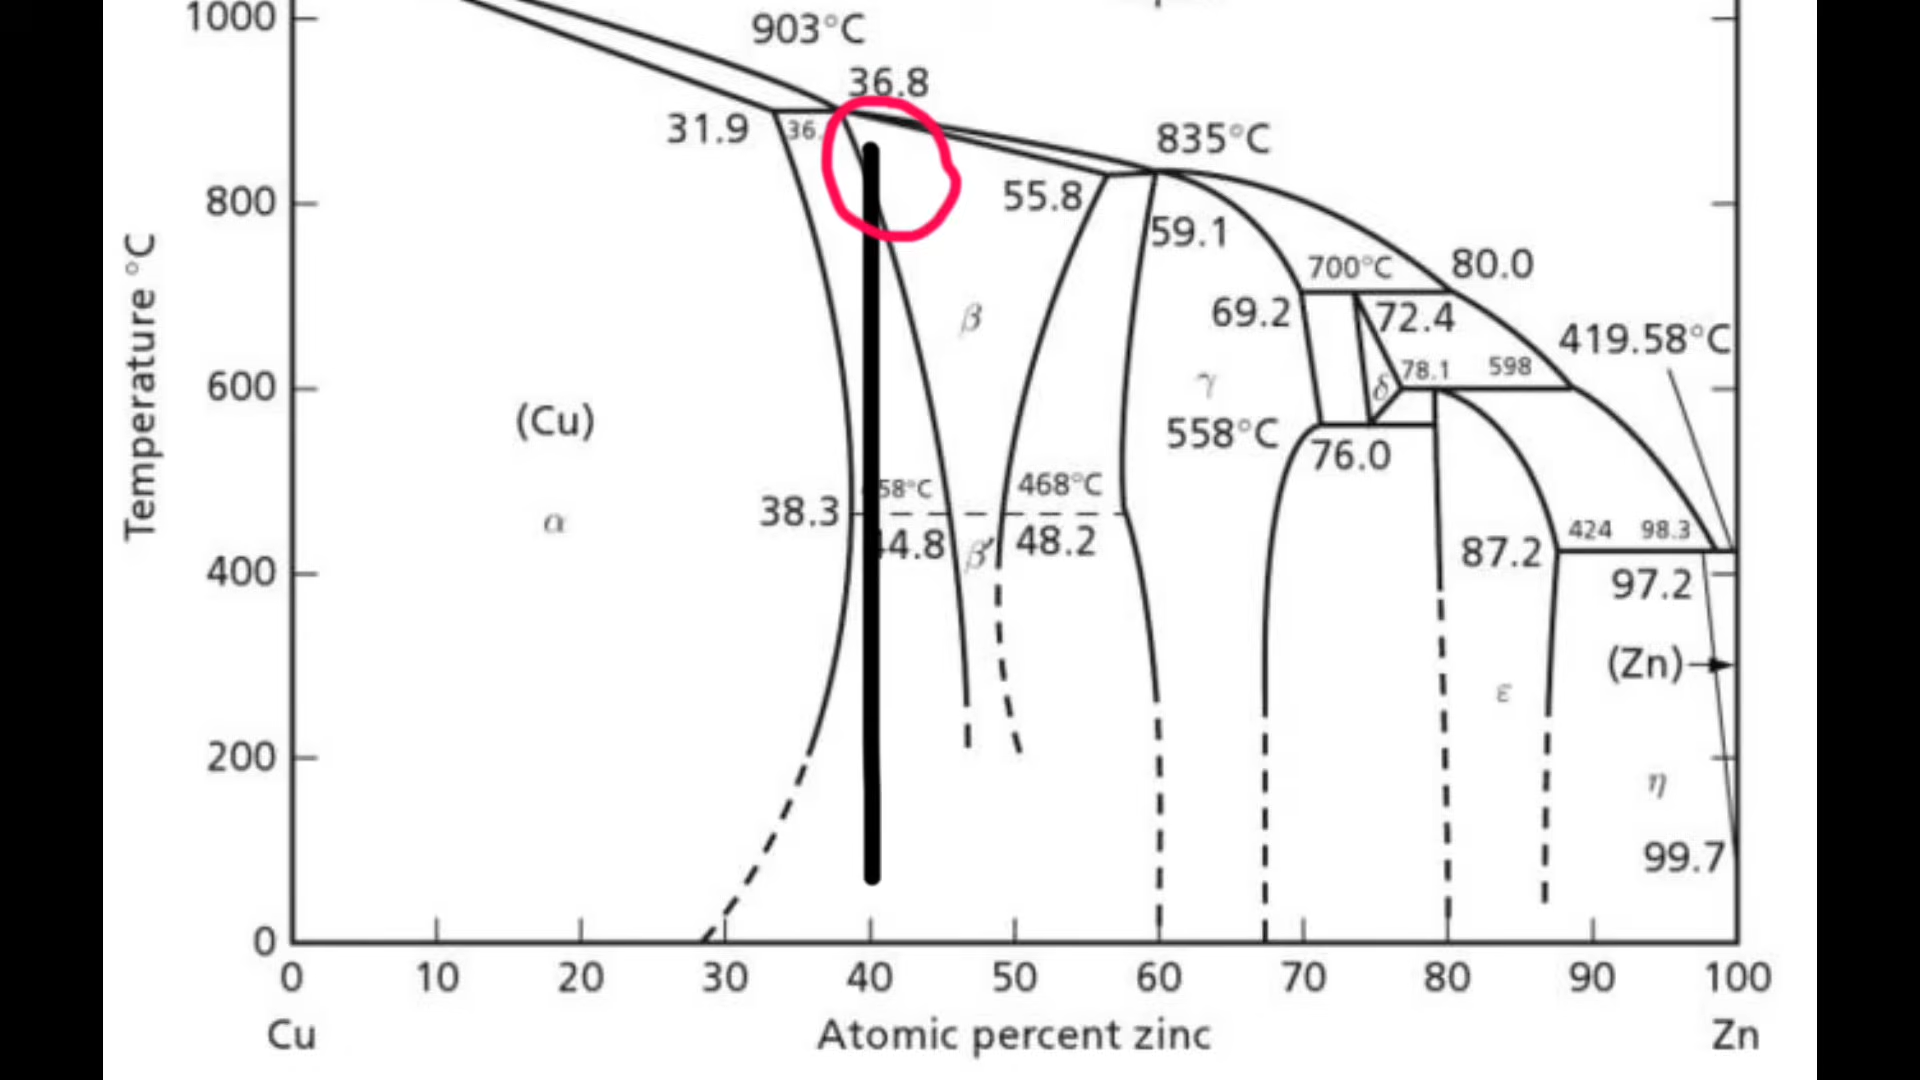 1000
903°C
36.8
31.9
36.
835°C
800
55.8
59.1
700°C
80.0
69.2
72.4
β
419.58°C
600
78.1
598
γ
δ
(Cu)
558°C
76.0
α
58°C
468°C
38.3
44.8
β′
48.2
424
98.3
87.2
400
97.2
(Zn)
ε
200
η
99.7
0
0 10 20 30 40 50 60 70 80 90 100
Cu
Atomic percent zinc
Zn
Temperature °C